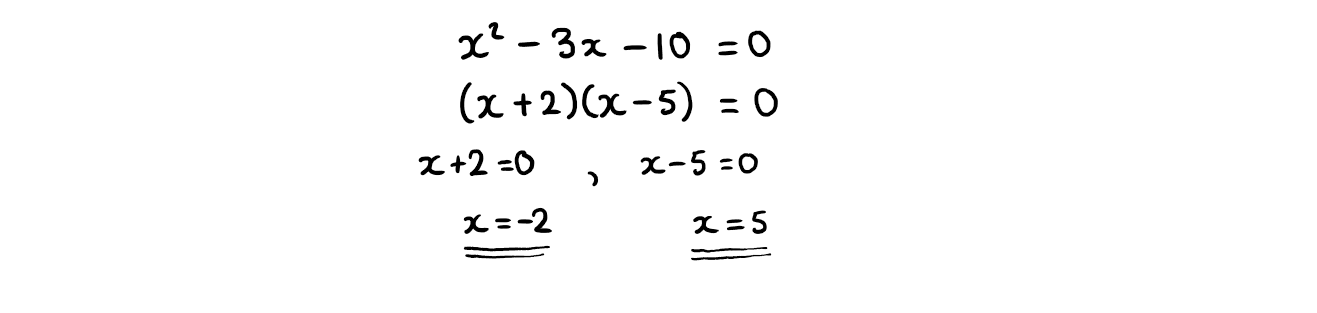 x² - 3x - 10 = 0
(x + 2)(x - 5) = 0
x + 2 = 0 , x - 5 = 0
x = -2 x = 5